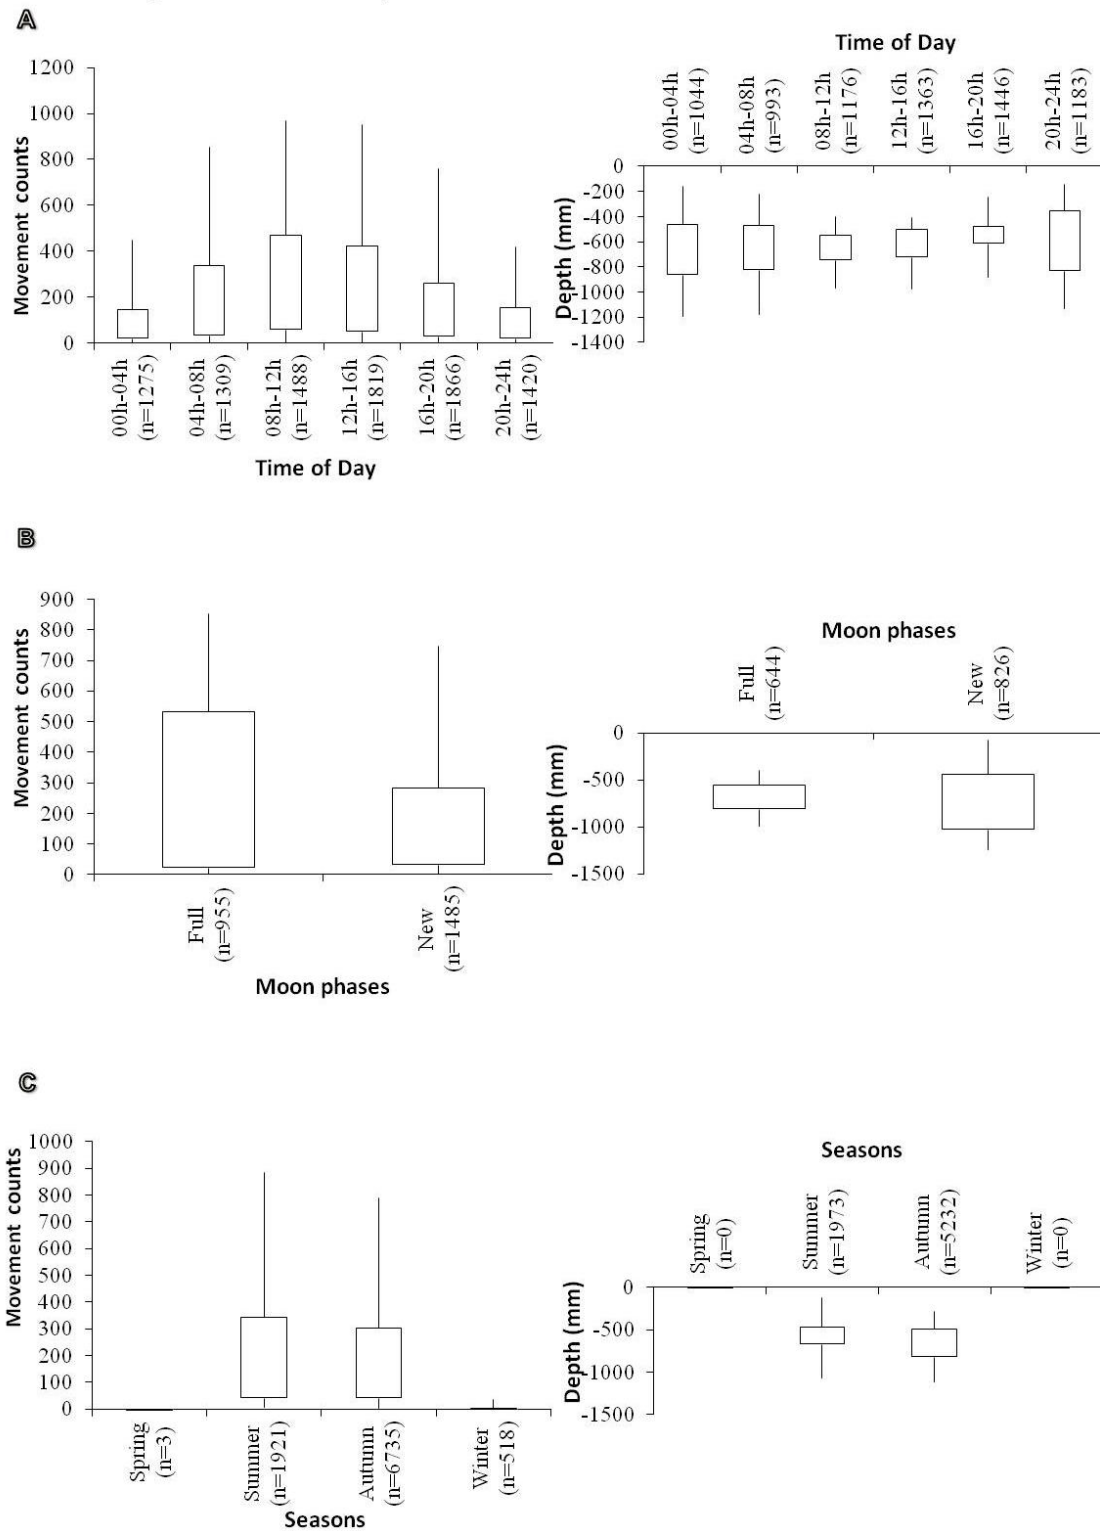 A
1200
1000
800
600
400
200
0
Movement counts
00h-04h
(n=1275)
04h-08h
(n=1309)
08h-12h
(n=1488)
12h-16h
(n=1819)
16h-20h
(n=1866)
20h-24h
(n=1420)
Time of Day
Time of Day
00h-04h
(n=1044)
04-08h
(n=993)
08h-12h
(n=1176)
12h-16h
(n=1363)
16h-20h
(n=1446)
20h-24h
(n=1183)
0
-200
-400
-600
-800
-1000
-1200
-1400
Depth (mm)
B
900
800
700
600
500
400
300
200
100
0
Movement counts
Full
(n=955)
New
(n=1485)
Moon phases
Moon phases
Full
(n=644)
New
(n=826)
0
-500
-1000
-1500
Depth (mm)
C
1000
900
800
700
600
500
400
300
200
100
0
Movement counts
Spring
(n=3)
Summer
(n=1921)
Autumn
(n=6735)
Winter
(n=518)
Seasons
Seasons
Spring
(n=0)
Summer
(n=1973)
Autumn
(n=5232)
Winter
(n=0)
0
-500
-1000
-1500
Depth (mm)